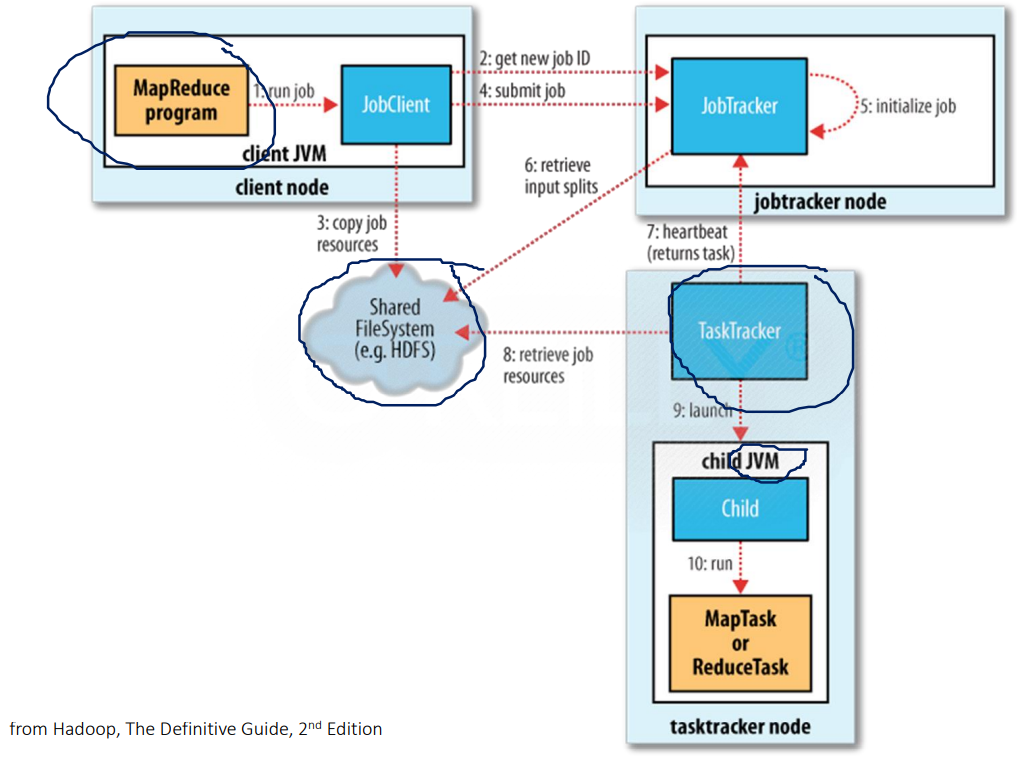 MapReduce
program
1: run job
JobClient
client JVM
client node
2: get new job ID
4: submit job
JobTracker
5: initialize job
jobtracker node
3: copy job
resources
6: retrieve
input splits
7: heartbeat
(returns task)
Shared
FileSystem
(e.g. HDFS)
8: retrieve job
resources
TaskTracker
9: launch
child JVM
Child
10: run
MapTask
or
ReduceTask
tasktracker node
from Hadoop, The Definitive Guide, 2nd Edition